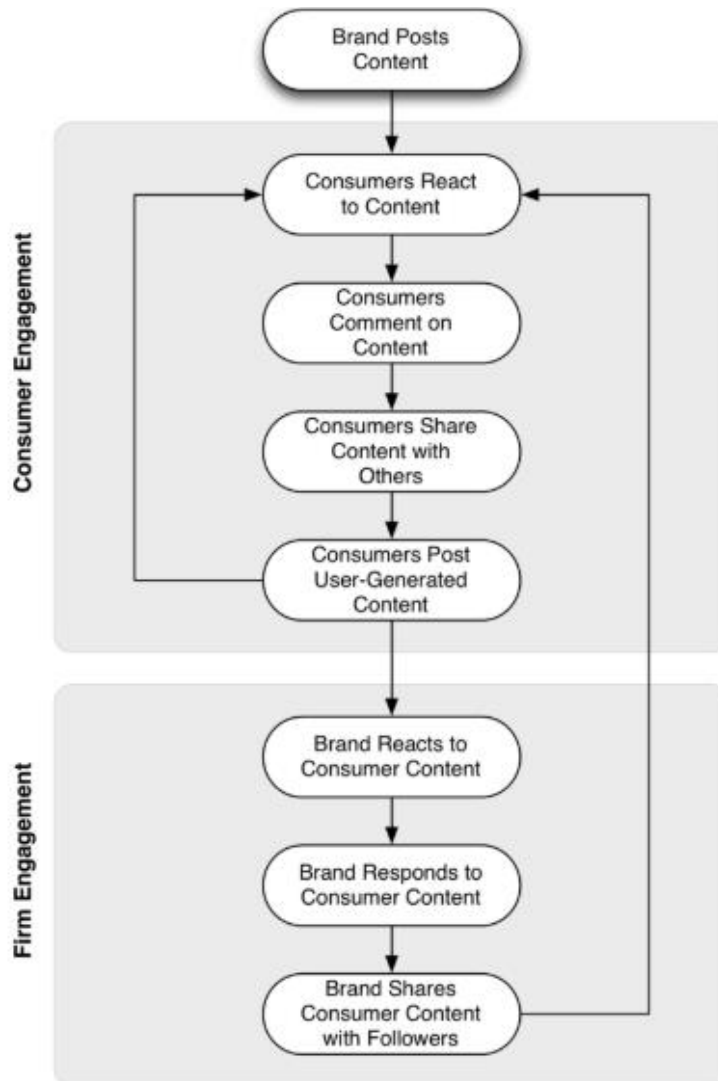 Brand Posts
Content
Consumer Engagement
Consumers React
to Content
Consumers
Comment on
Content
Consumers Share
Content with
Others
Consumers Post
User-Generated
Content
Firm Engagement
Brand Reacts to
Consumer Content
Brand Responds to
Consumer Content
Brand Shares
Consumer Content
with Followers